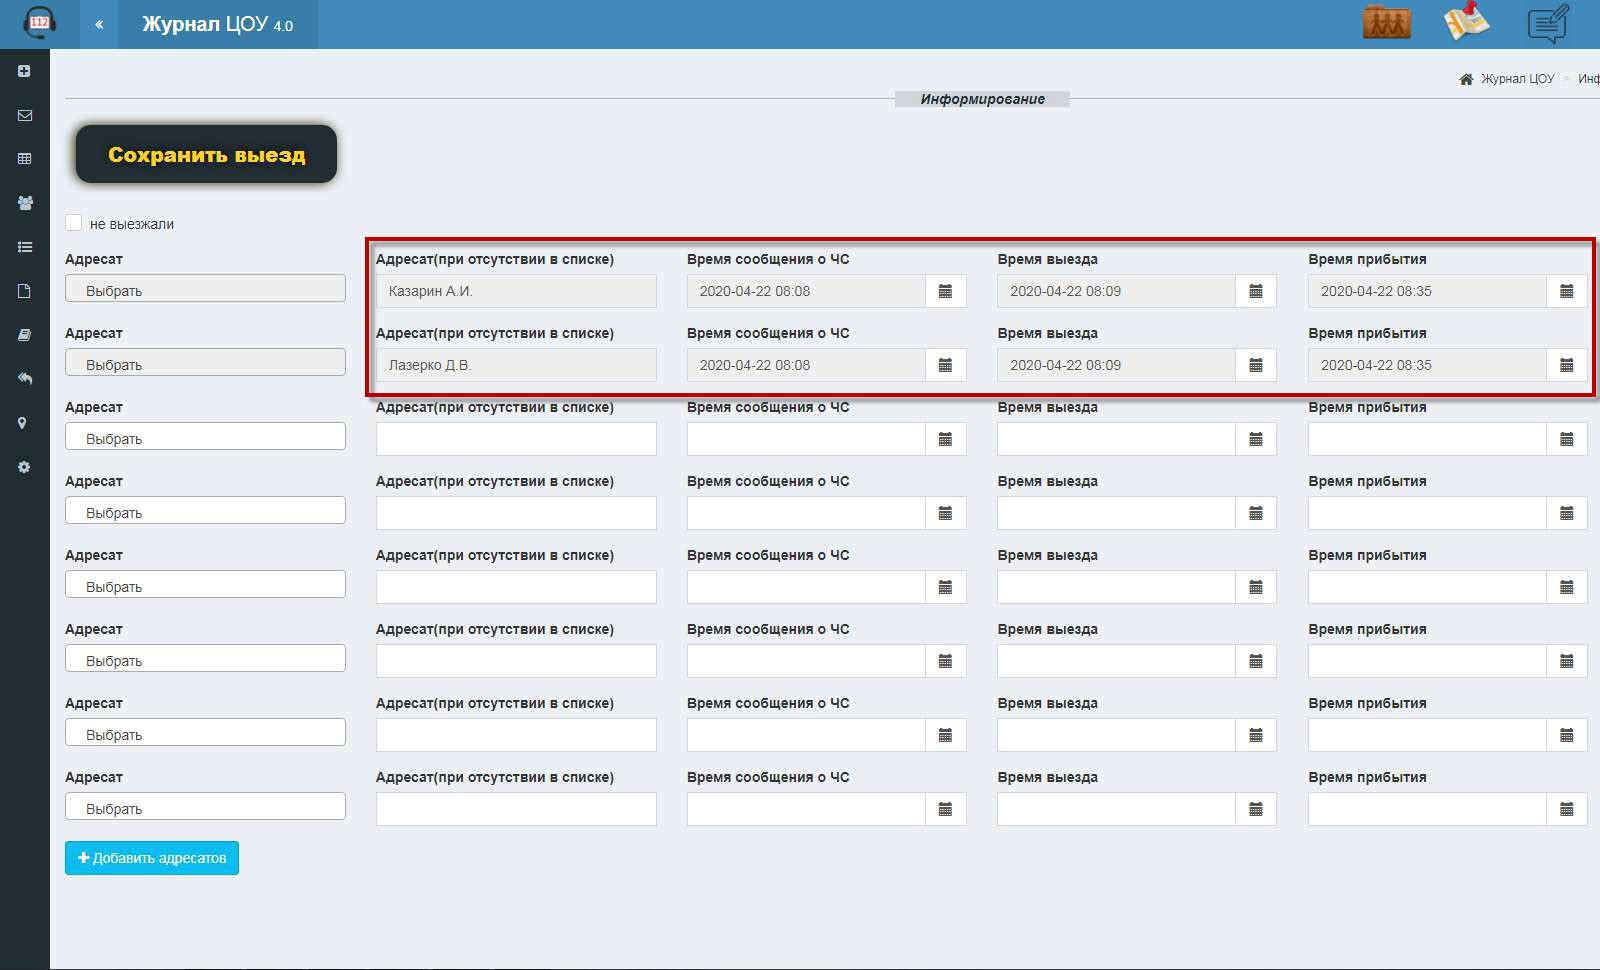 112
« Журнал ЦОУ 4.0
Журнал ЦОУ > Инф
Информирование
Сохранить выезд
не выезжали
Адресат Адресат(при отсутствии в списке) Время сообщения о ЧС Время выезда Время прибытия
Выбрать Казарин А.И. 2020-04-22 08:08 2020-04-22 08:09 2020-04-22 08:35
Адресат Адресат(при отсутствии в списке) Время сообщения о ЧС Время выезда Время прибытия
Выбрать Лазерко Д.В. 2020-04-22 08:08 2020-04-22 08:09 2020-04-22 08:35
Адресат Адресат(при отсутствии в списке) Время сообщения о ЧС Время выезда Время прибытия
Выбрать
Адресат Адресат(при отсутствии в списке) Время сообщения о ЧС Время выезда Время прибытия
Выбрать
Адресат Адресат(при отсутствии в списке) Время сообщения о ЧС Время выезда Время прибытия
Выбрать
Адресат Адресат(при отсутствии в списке) Время сообщения о ЧС Время выезда Время прибытия
Выбрать
Адресат Адресат(при отсутствии в списке) Время сообщения о ЧС Время выезда Время прибытия
Выбрать
Адресат Адресат(при отсутствии в списке) Время сообщения о ЧС Время выезда Время прибытия
Выбрать
+ Добавить адресатов